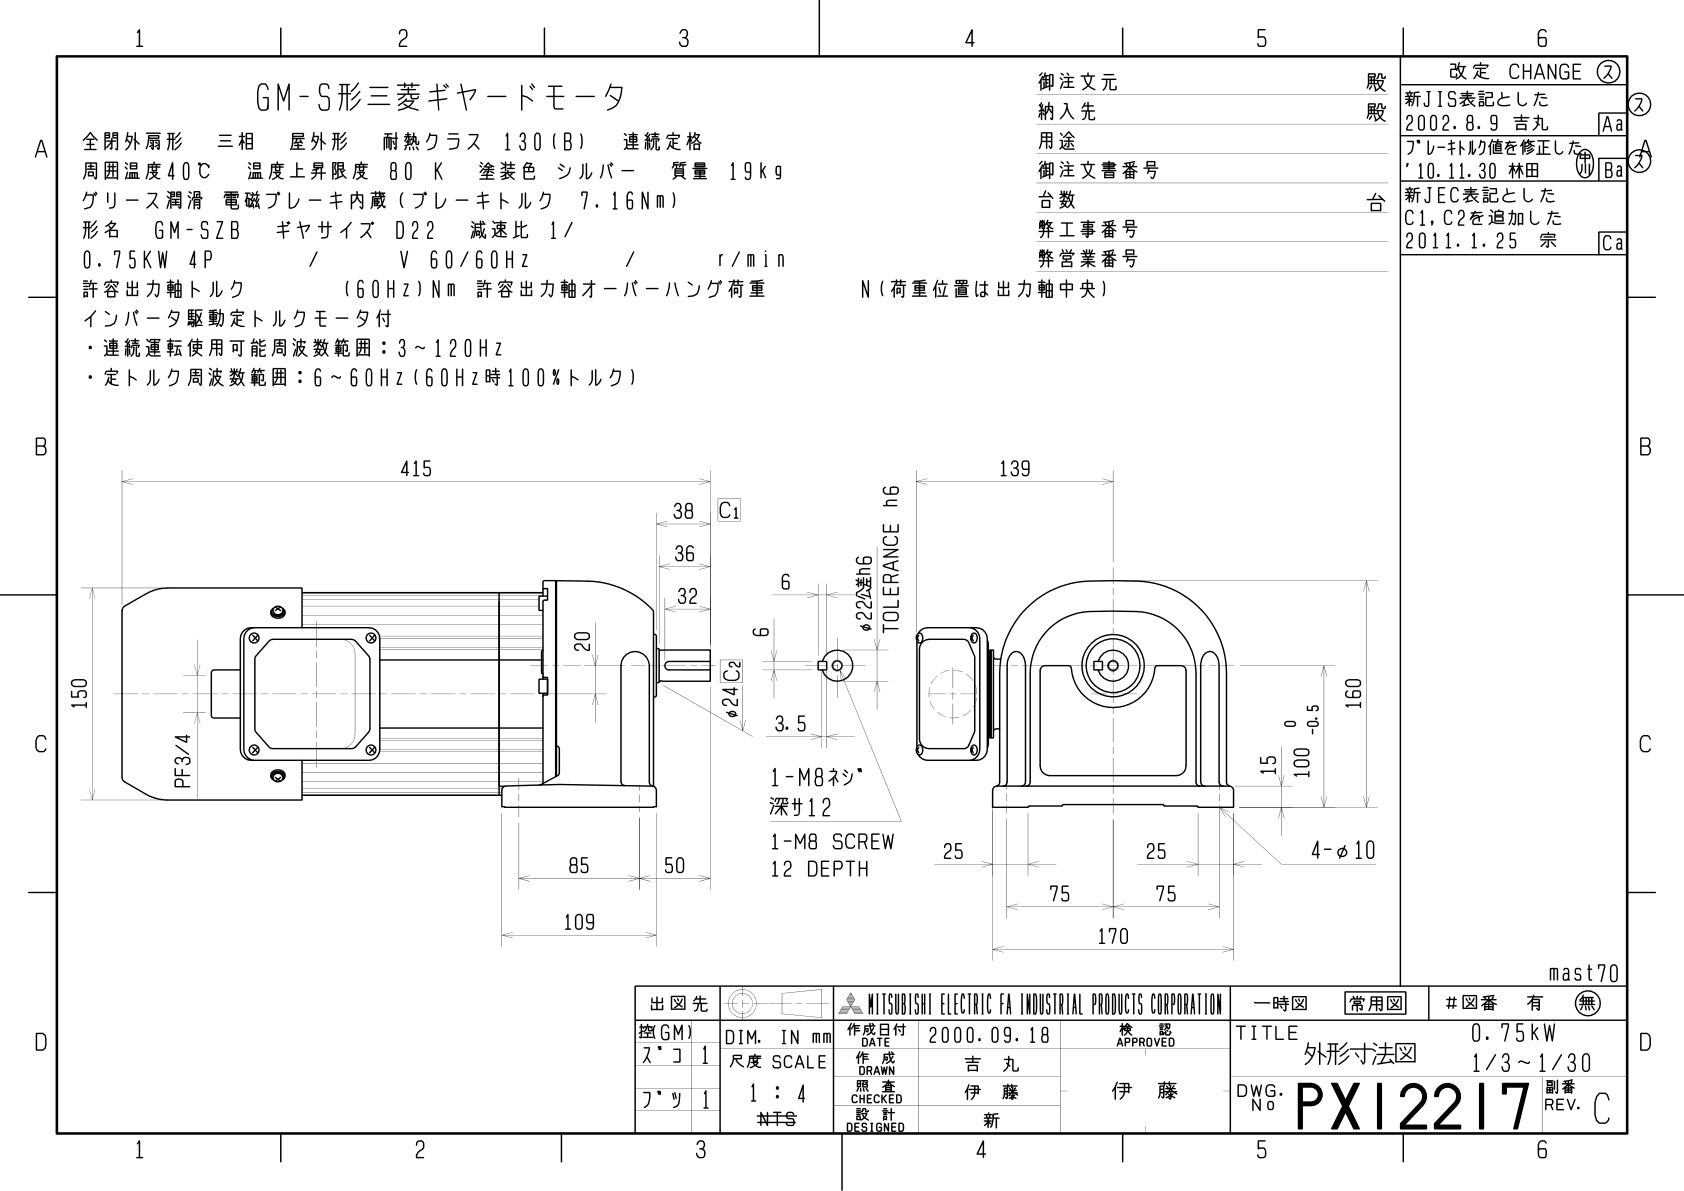 1 2 3 4 5 6
GM-S形三菱ギヤードモータ
全閉外扇形 三相 屋外形 耐熱クラス 130(B) 連続定格
周囲温度40℃ 温度上昇限度 80 K 塗装色 シルバー 質量 19kg
グリース潤滑 電磁ブレーキ内蔵(ブレーキトルク 7.16Nm)
形名 GM-SZB ギヤサイズ D22 減速比 1/
0.75KW 4P / V 60/60Hz / r/min
許容出力軸トルク (60Hz)Nm 許容出力軸オーバーハング荷重 N(荷重位置は出力軸中央)
インバータ駆動定トルクモータ付
・連続運転使用可能周波数範囲:3~120Hz
・定トルク周波数範囲:6~60Hz(60Hz時100%トルク)
御注文元 殿
納入先 殿
用途
御注文書番号
台数 台
弊工事番号
弊営業番号
改定 CHANGE ス
新JIS表記とした
2002.8.9 吉丸 Aa
ス
ブレーキトルク値を修正した
'10.11.30 林田 Ba
ス
新JEC表記とした
C1,C2を追加した
2011.1.25 宗 Ca
A
B
C
D
A
B
C
D
415
38 C1
36
32
20
150
PF3/4
φ24 C2
85 50
109
6
6
3.5
φ22公差h6
TOLERANCE h6
1-M8ネジ
深サ12
1-M8 SCREW
12 DEPTH
139
160
0
100 -0.5
15
25 25
4-φ10
75 75
170
mast70
出図先
控(GM)
スﾞコ 1
フﾞツ 1
MITSUBISHI ELECTRIC FA INDUSTRIAL PRODUCTS CORPORATION
DIM. IN mm
尺度 SCALE
1 : 4
NTS
作成日付 DATE 2000.09.18
作成 DRAWN 吉丸
照査 CHECKED 伊藤
設計 DESIGNED 新
検認 APPROVED
伊藤
一時図 常用図 #図番 有 無
TITLE 0.75kW
外形寸法図 1/3~1/30
DWG. No PX12217 副番 REV. C
1 2 3 4 5 6